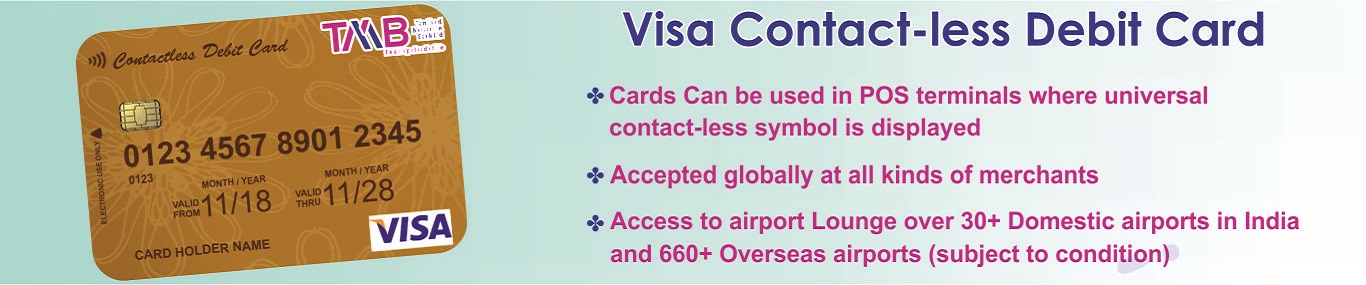 Contactless Debit Card
TMB
Visa Contact-less Debit Card
Cards Can be used in POS terminals where universal
contact-less symbol is displayed
Accepted globally at all kinds of merchants
Access to airport Lounge over 30+ Domestic airports in India
and 660+ Overseas airports (subject to condition)
ELECTRONIC USE ONLY
0123 4567 8901 2345
0123
MONTH / YEAR
VALID FROM 11/18
MONTH / YEAR
VALID THRU 11/28
CARD HOLDER NAME
VISA